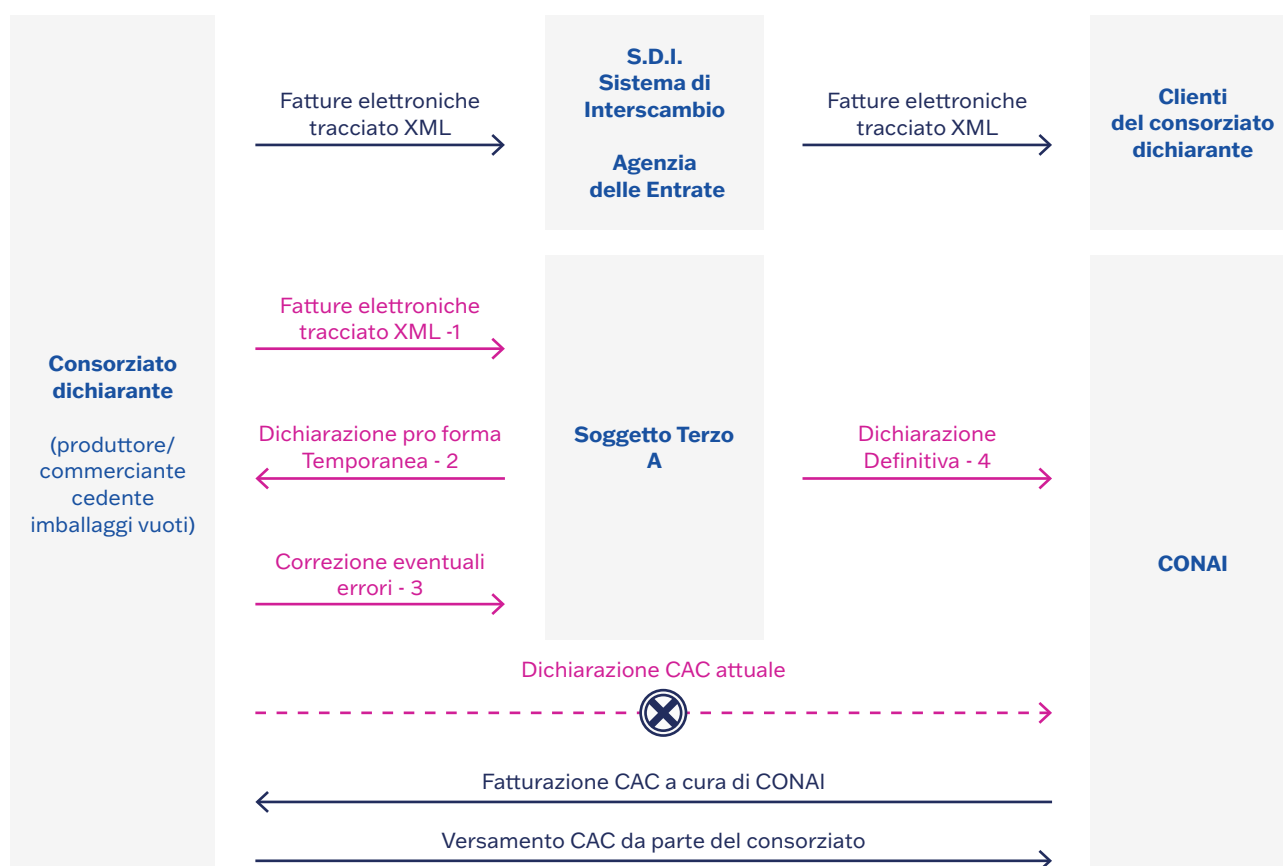 S.D.I.
Sistema di
Interscambio
Agenzia
delle Entrate
Fatture elettroniche
tracciato XML
Fatture elettroniche
tracciato XML
Clienti
del consorziato
dichiarante
Fatture elettroniche
tracciato XML -1
Consorziato
dichiarante
(produttore/
commerciante
cedente
imballaggi vuoti)
Dichiarazione pro forma
Temporanea - 2
Soggetto Terzo
A
Dichiarazione
Definitiva - 4
Correzione eventuali
errori - 3
CONAI
Dichiarazione CAC attuale
Fatturazione CAC a cura di CONAI
Versamento CAC da parte del consorziato